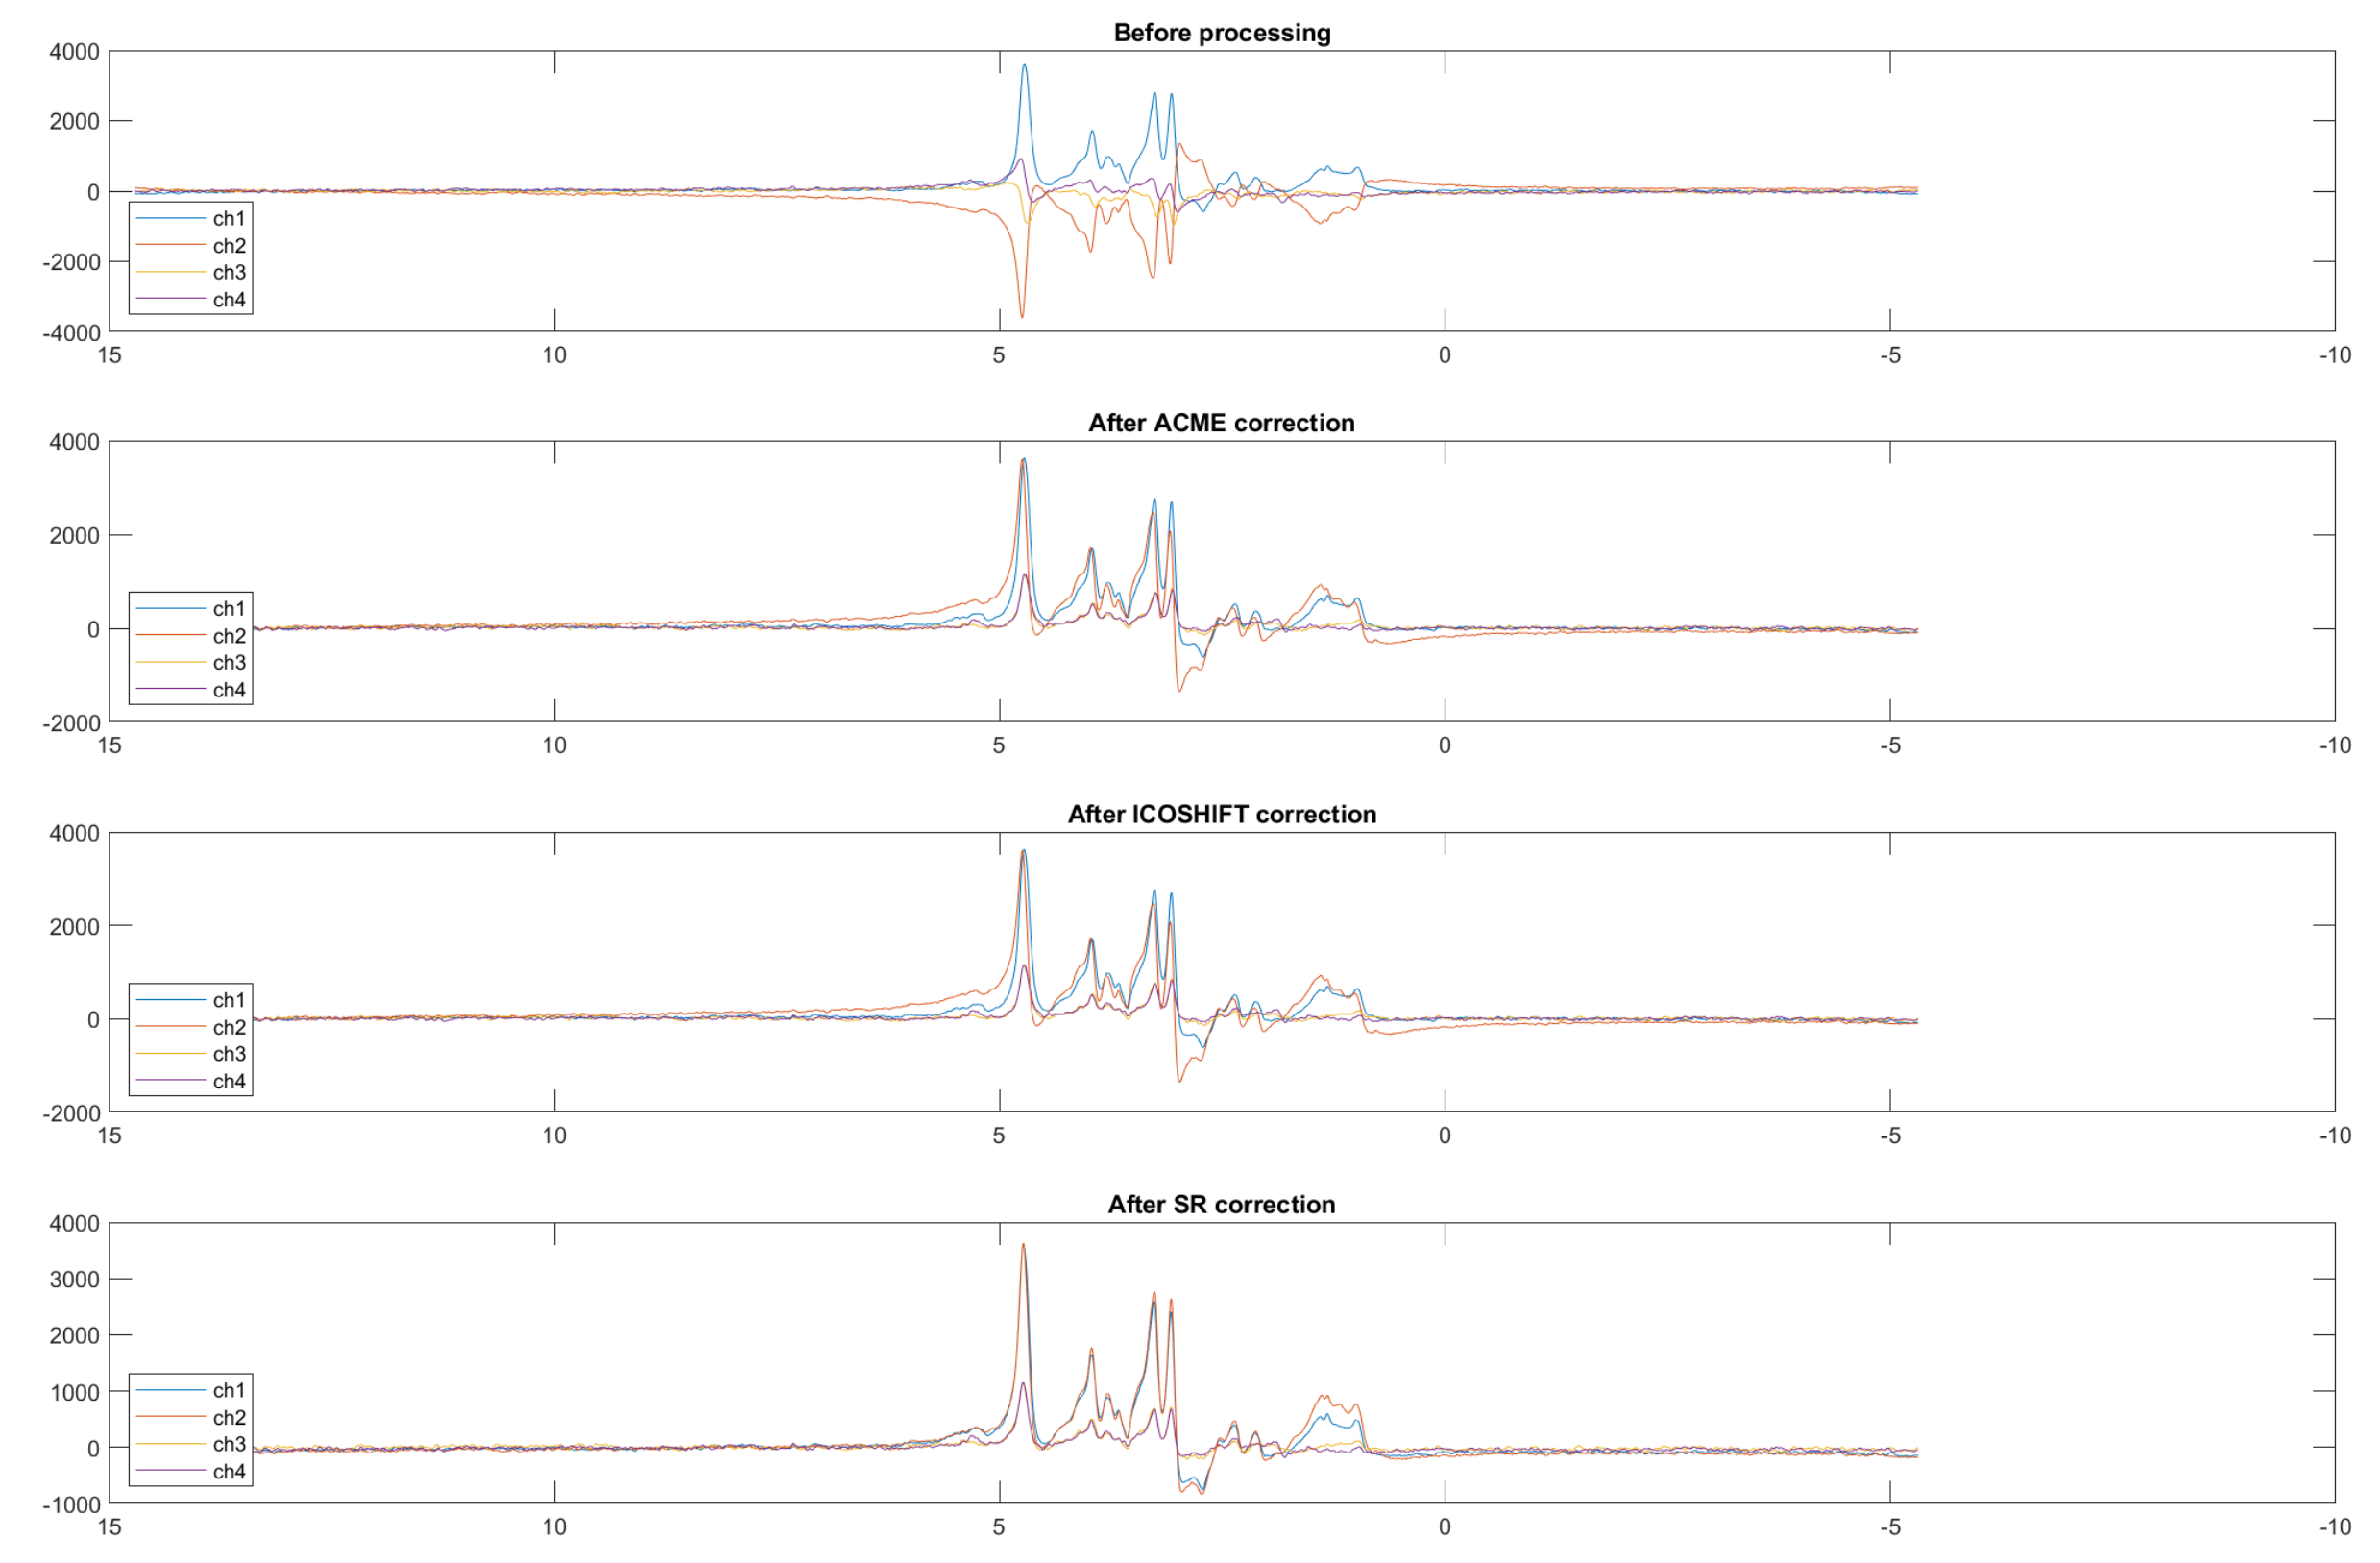 Before processing
4000
2000
0
-2000
-4000
ch1
ch2
ch3
ch4
15 10 5 0 -5 -10
After ACME correction
4000
2000
0
-2000
ch1
ch2
ch3
ch4
15 10 5 0 -5 -10
After ICOSHIFT correction
4000
2000
0
-2000
ch1
ch2
ch3
ch4
15 10 5 0 -5 -10
After SR correction
4000
3000
2000
1000
0
-1000
ch1
ch2
ch3
ch4
15 10 5 0 -5 -10